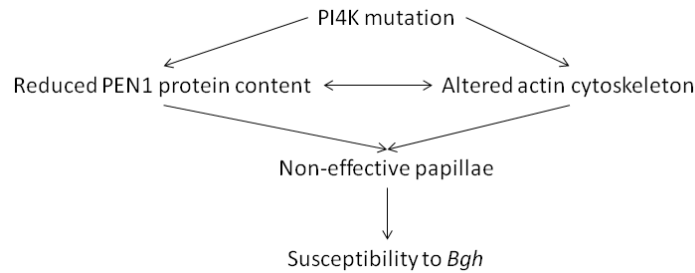 PI4K mutation
Reduced PEN1 protein content
Altered actin cytoskeleton
Non-effective papillae
Susceptibility to Bgh